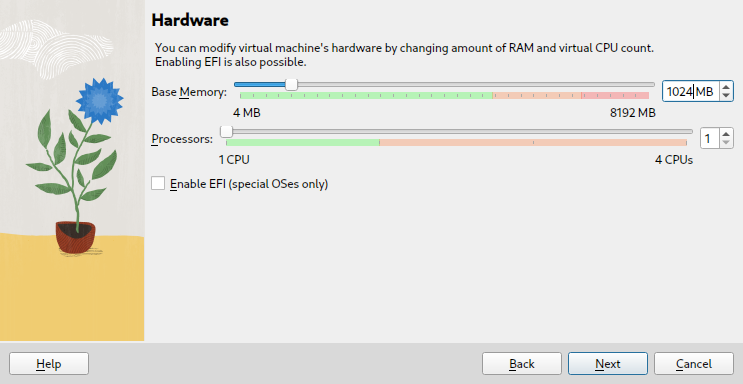 Hardware
You can modify virtual machine's hardware by changing amount of RAM and virtual CPU count.
Enabling EFI is also possible.
Base Memory: 1024 MB
4 MB 8192 MB
Processors: 1
1 CPU 4 CPUs
Enable EFI (special OSes only)
Help Back Next Cancel